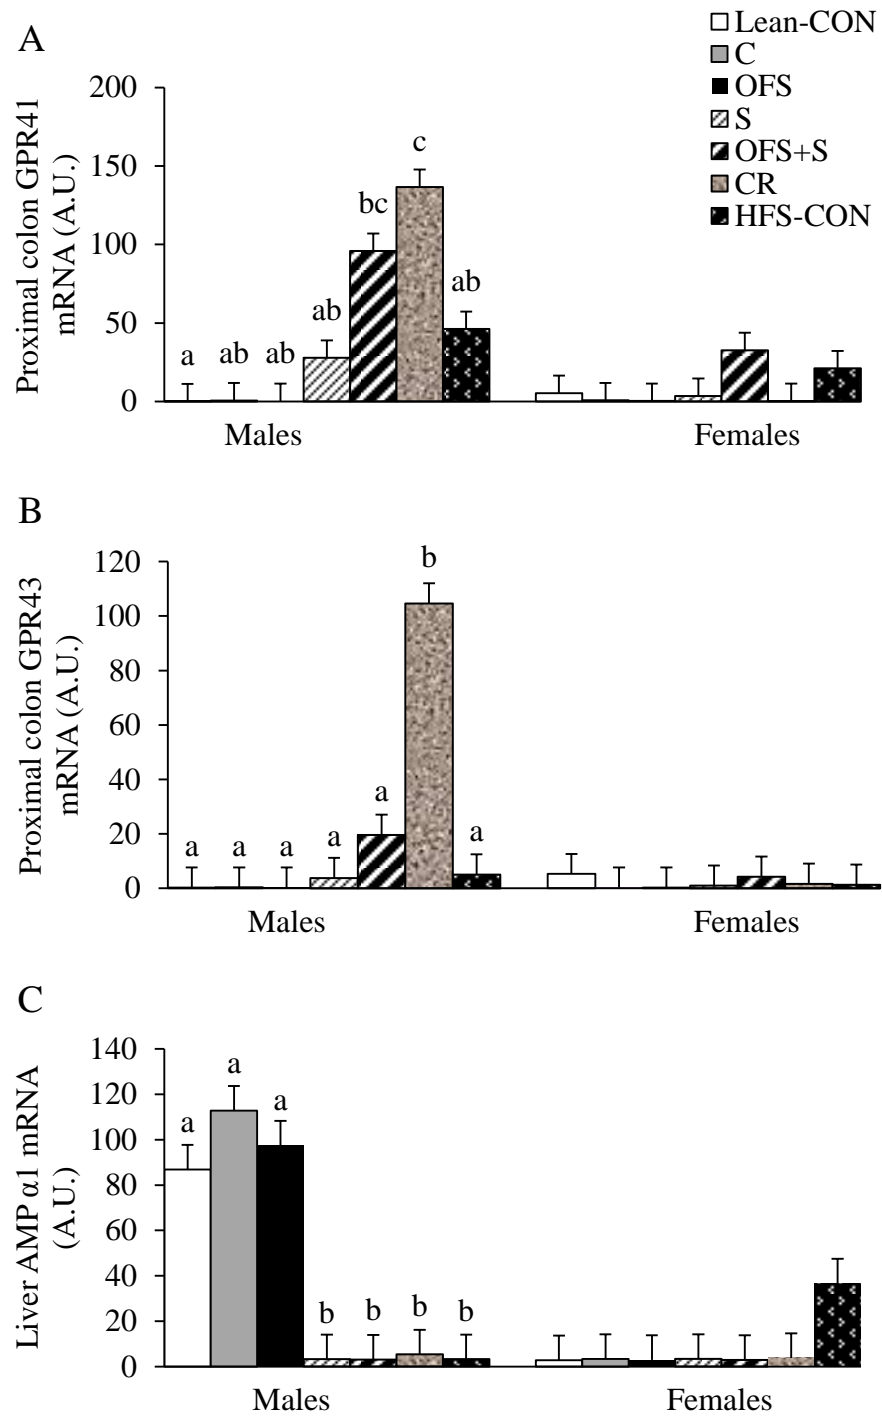 A
Lean-CON
C
OFS
S
OFS+S
CR
HFS-CON
Proximal colon GPR41
mRNA (A.U.)
200
150
100
50
0
a
ab
ab
ab
bc
c
ab
Males
Females
B
Proximal colon GPR43
mRNA (A.U.)
120
100
80
60
40
20
0
a
a
a
a
a
b
a
Males
Females
C
Liver AMP α1 mRNA
(A.U.)
140
120
100
80
60
40
20
0
a
a
a
b
b
b
b
Males
Females